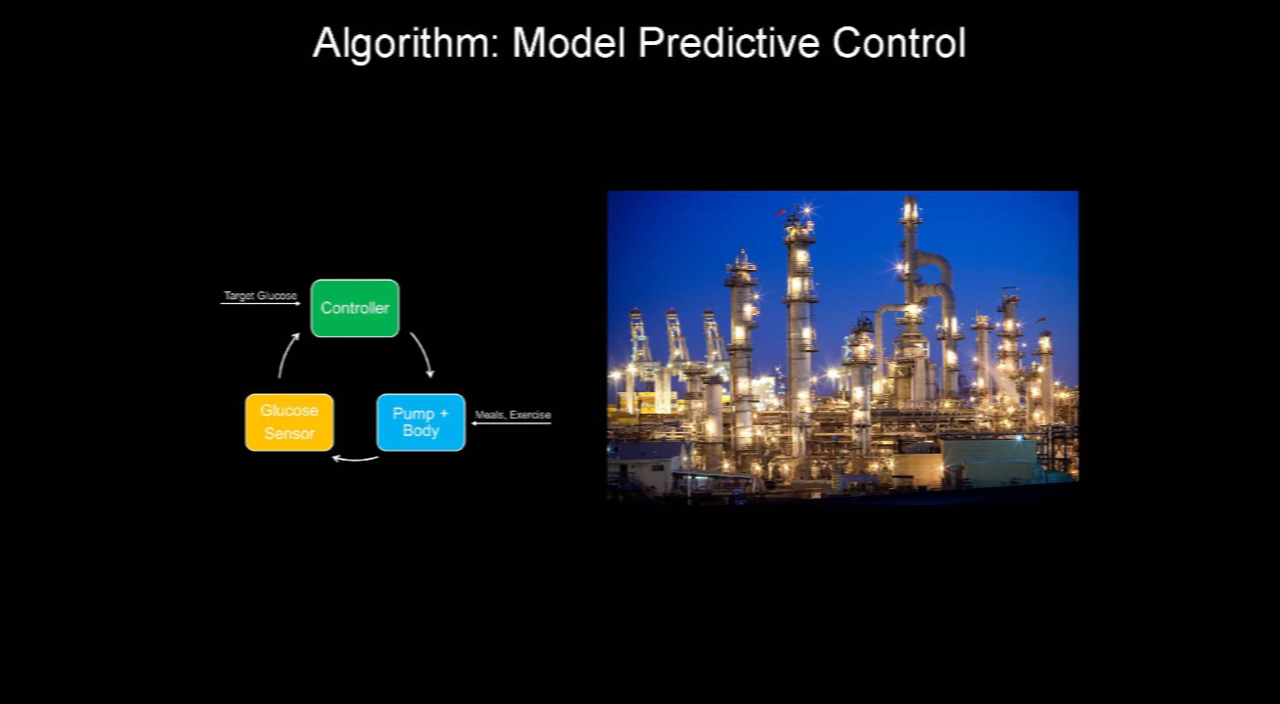 Algorithm: Model Predictive Control
Target Glucose
Controller
Glucose
Sensor
Pump +
Body
Meals, Exercise